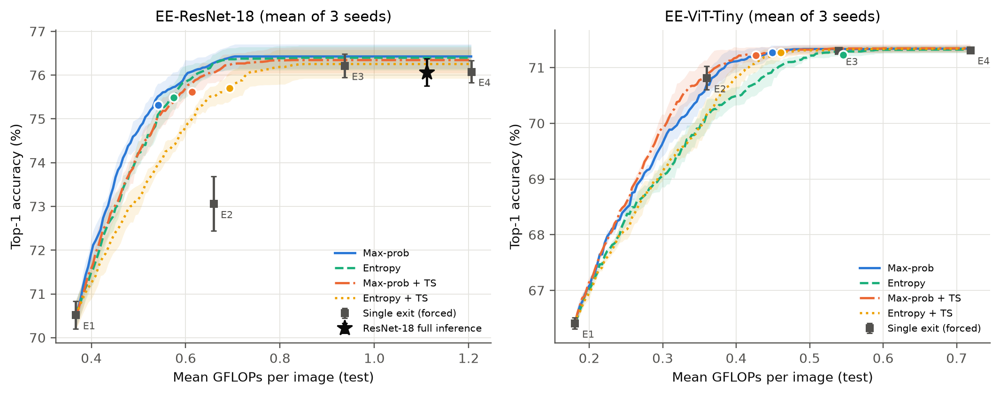 EE-ResNet-18 (mean of 3 seeds)
77
76
75
74
73
72
71
70
Top-1 accuracy (%)
E1
E2
E3
E4
Max-prob
Entropy
Max-prob + TS
Entropy + TS
Single exit (forced)
ResNet-18 full inference
0.4
0.6
0.8
1.0
1.2
Mean GFLOPs per image (test)
EE-ViT-Tiny (mean of 3 seeds)
71
70
69
68
67
Top-1 accuracy (%)
E1
E2
E3
E4
Max-prob
Entropy
Max-prob + TS
Entropy + TS
Single exit (forced)
0.2
0.3
0.4
0.5
0.6
0.7
Mean GFLOPs per image (test)